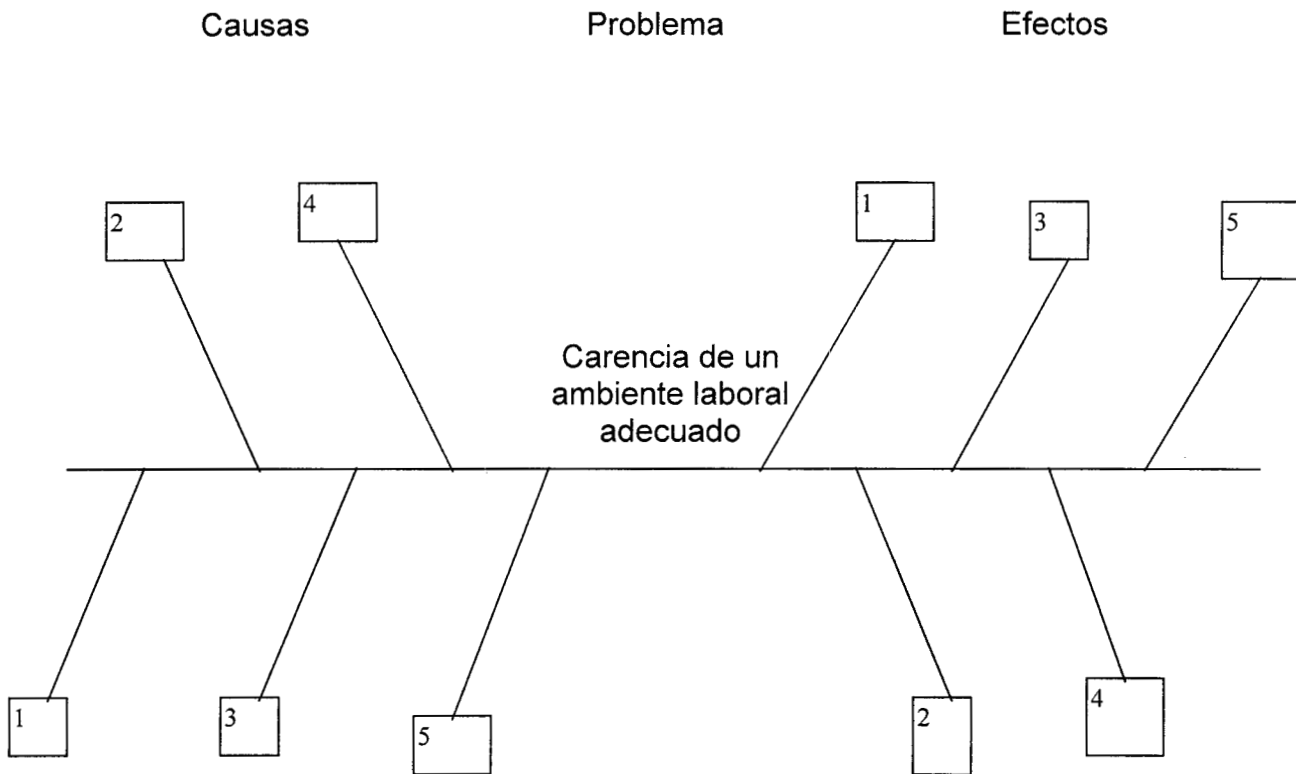 Causas
Problema
Efectos
2
4
1
3
5
Carencia de un
ambiente laboral
adecuado
1
3
5
2
4